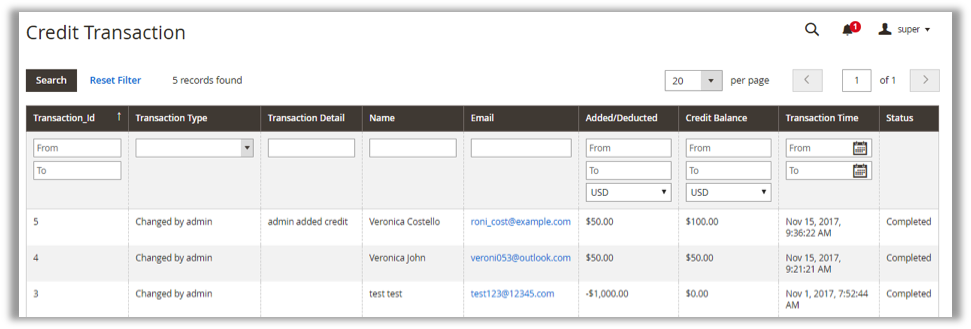 Credit Transaction
1 super
Search Reset Filter 5 records found 20 per page 1 of 1
Transaction_Id Transaction Type Transaction Detail Name Email Added/Deducted Credit Balance Transaction Time Status
From From From From
To To To To
USD USD
5 Changed by admin admin added credit Veronica Costello roni_cost@example.com $50.00 $100.00 Nov 15, 2017, Completed
9:36:22 AM
4 Changed by admin Veronica John veroni053@outlook.com $50.00 $50.00 Nov 15, 2017, Completed
9:21:21 AM
3 Changed by admin test test test123@12345.com -$1,000.00 $0.00 Nov 1, 2017, 7:52:44 Completed
AM